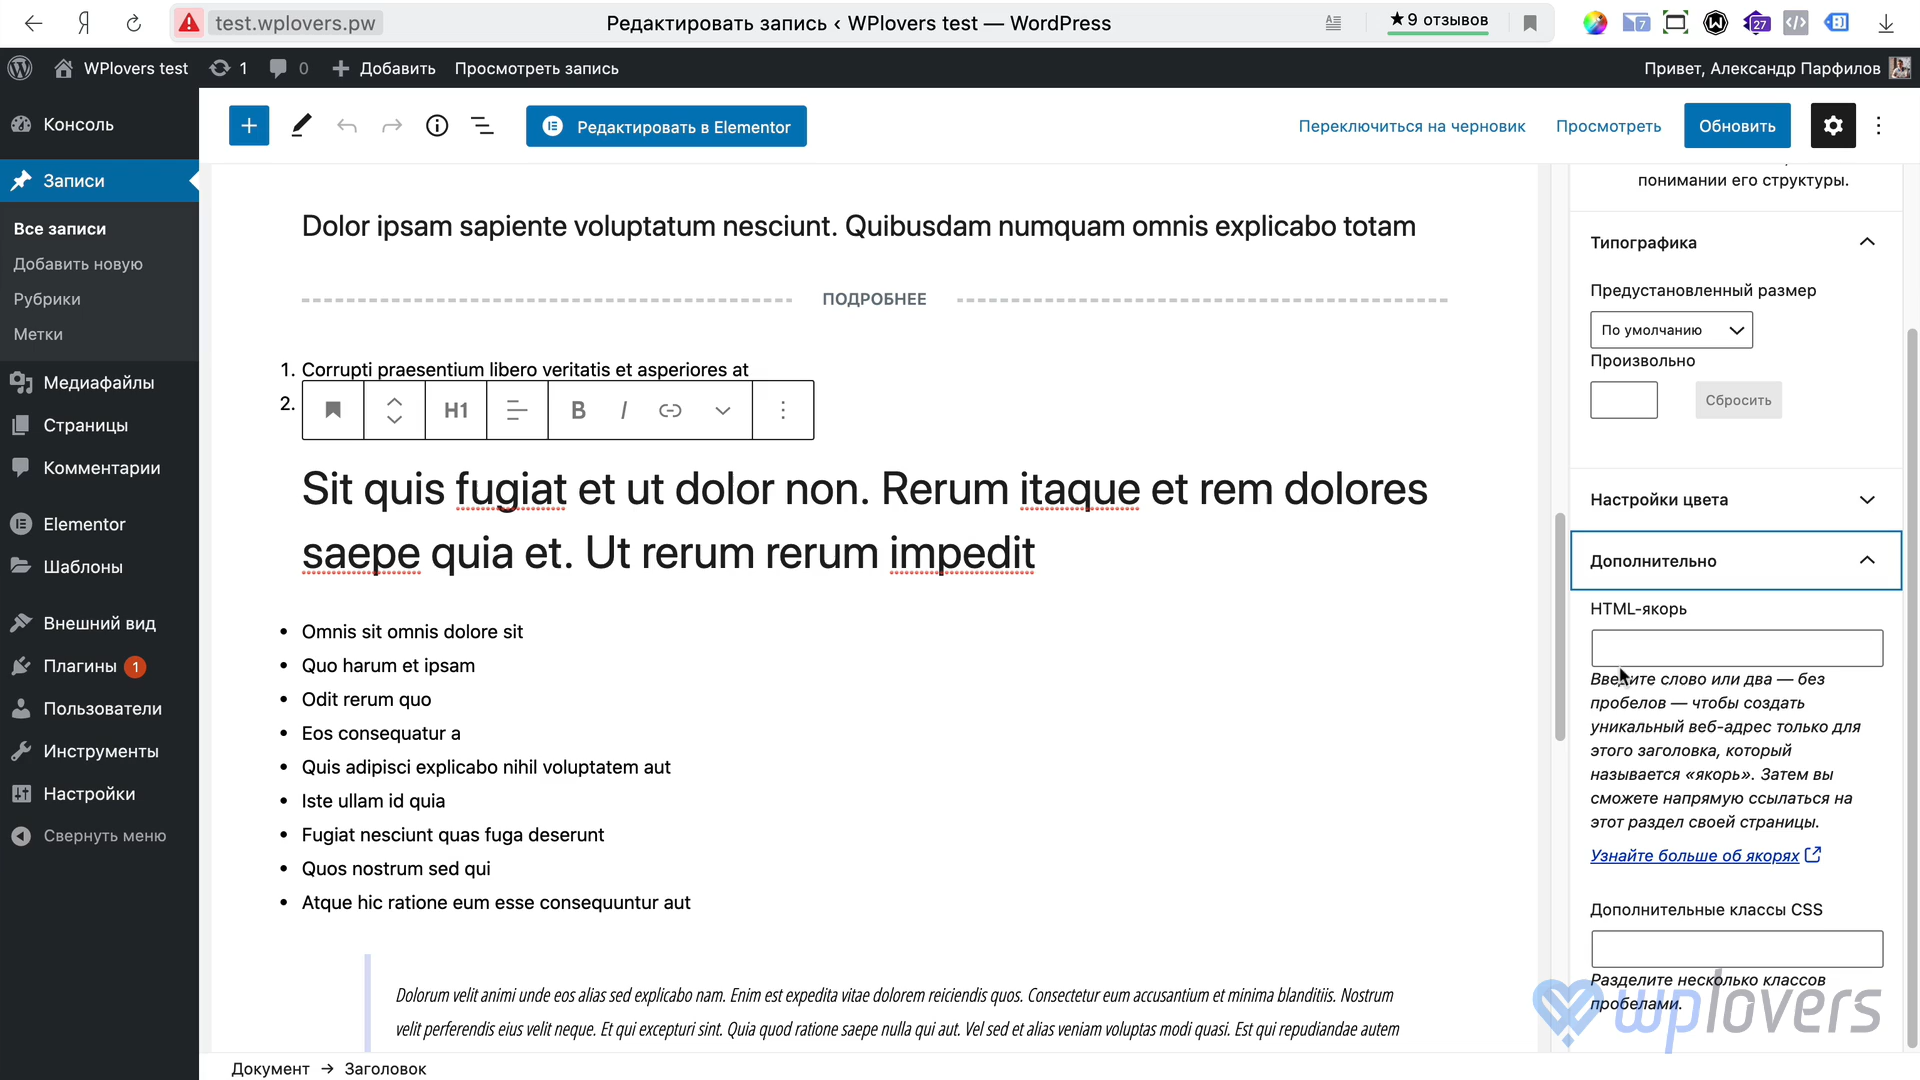 Я
test.wplovers.pw
Редактировать запись ‹ WPlovers test — WordPress
★9 отзывов
7
27
WPlovers test
1
0
Добавить
Просмотреть запись
Привет, Александр Парфилов
Консоль
Записи
Все записи
Добавить новую
Рубрики
Метки
Медиафайлы
Страницы
Комментарии
Elementor
Шаблоны
Внешний вид
Плагины 1
Пользователи
Инструменты
Настройки
Свернуть меню
Редактировать в Elementor
Переключиться на черновик
Просмотреть
Обновить
Dolor ipsam sapiente voluptatum nesciunt. Quibusdam numquam omnis explicabo totam
ПОДРОБНЕЕ
1. Corrupti praesentium libero veritatis et asperiores at
2.
H1
B
I
Sit quis fugiat et ut dolor non. Rerum itaque et rem dolores
saepe quia et. Ut rerum rerum impedit
• Omnis sit omnis dolore sit
• Quo harum et ipsam
• Odit rerum quo
• Eos consequatur a
• Quis adipisci explicabo nihil voluptatem aut
• Iste ullam id quia
• Fugiat nesciunt quas fuga deserunt
• Quos nostrum sed qui
• Atque hic ratione eum esse consequuntur aut
Dolorum velit animi unde eos alias sed explicabo nam. Enim est expedita vitae dolorem reiciendis quos. Consectetur eum accusantium et minima blanditiis. Nostrum
velit perferendis eius velit neque. Et qui excepturi sint. Quia quod ratione saepe nulla qui aut. Vel sed et alias veniam voluptas modi quasi. Est qui repudiandae autem
Документ → Заголовок
понимании его структуры.
Типографика
Предустановленный размер
По умолчанию
Произвольно
Сбросить
Настройки цвета
Дополнительно
HTML-якорь
Введите слово или два — без
пробелов — чтобы создать
уникальный веб-адрес только для
этого заголовка, который
называется «якорь». Затем вы
сможете напрямую ссылаться на
этот раздел своей страницы.
Узнайте больше об якорях
Дополнительные классы CSS
Разделите несколько классов
пробелами.
wplovers